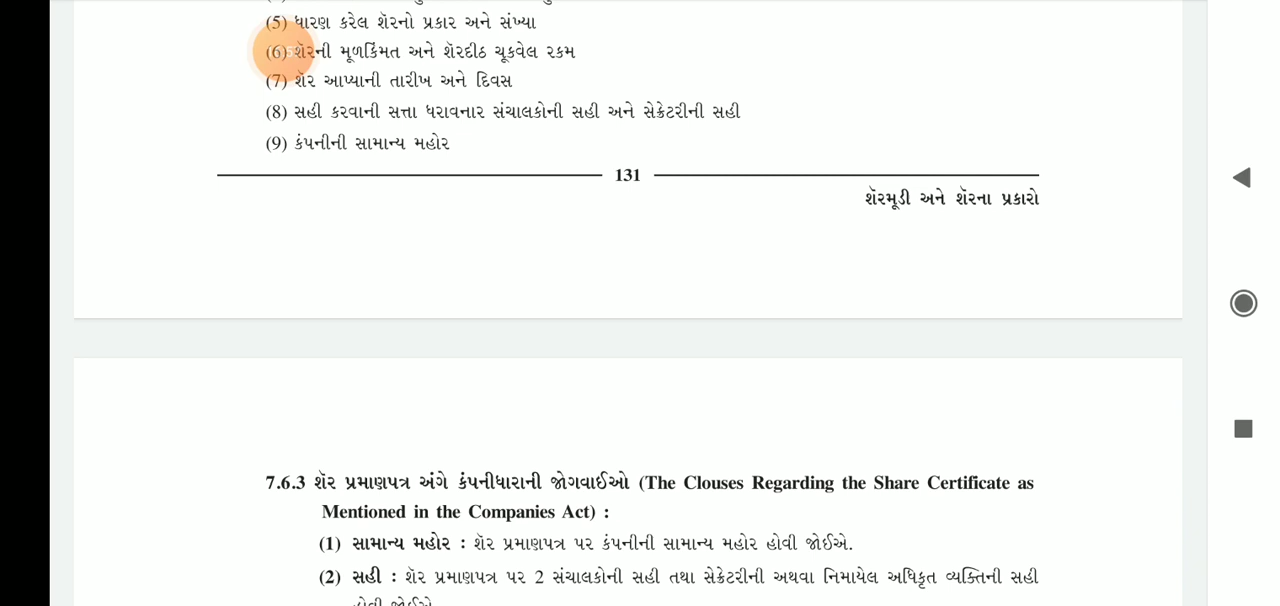 (5) ધારણ કરેલ શૅરનો પ્રકાર અને સંખ્યા
(6) શૅરની મૂળકિંમત અને શૅરદીઠ ચૂકવેલ રકમ
(7) શૅર આપ્યાની તારીખ અને દિવસ
(8) સહી કરવાની સત્તા ધરાવનાર સંચાલકોની સહી અને સેક્રેટરીની સહી
(9) કંપનીની સામાન્ય મહોર
131
શૅરમૂડી અને શૅરના પ્રકારો
7.6.3 શૅર પ્રમાણપત્ર અંગે કંપનીધારાની જોગવાઈઓ (The Clouses Regarding the Share Certificate as
Mentioned in the Companies Act) :
(1) સામાન્ય મહોર : શૅર પ્રમાણપત્ર પર કંપનીની સામાન્ય મહોર હોવી જોઈએ.
(2) સહી : શૅર પ્રમાણપત્ર પર 2 સંચાલકોની સહી તથા સેક્રેટરીની અથવા નિમાયેલ અધિકૃત વ્યક્તિની સહી
હોવી જોઈએ